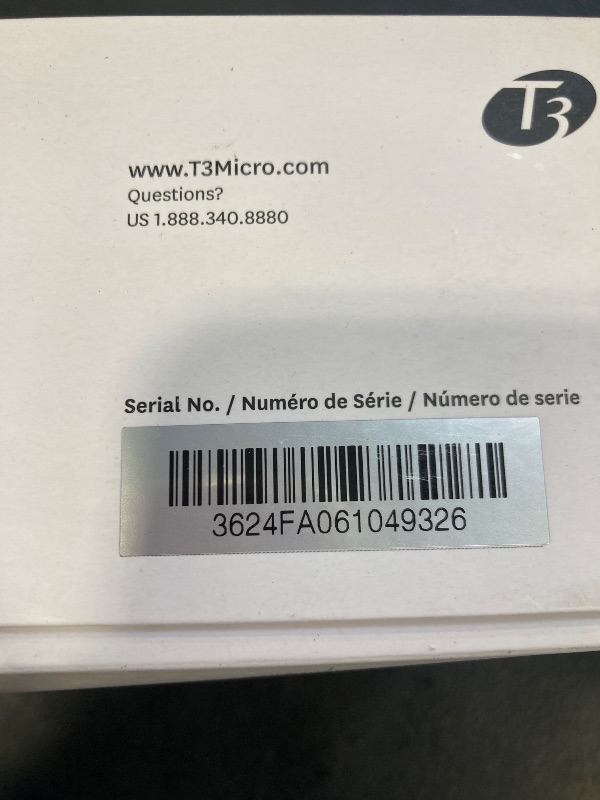 T3
www.T3Micro.com
Questions?
US 1.888.340.8880
Serial No. / Numéro de Série / Número de serie
3624FA061049326